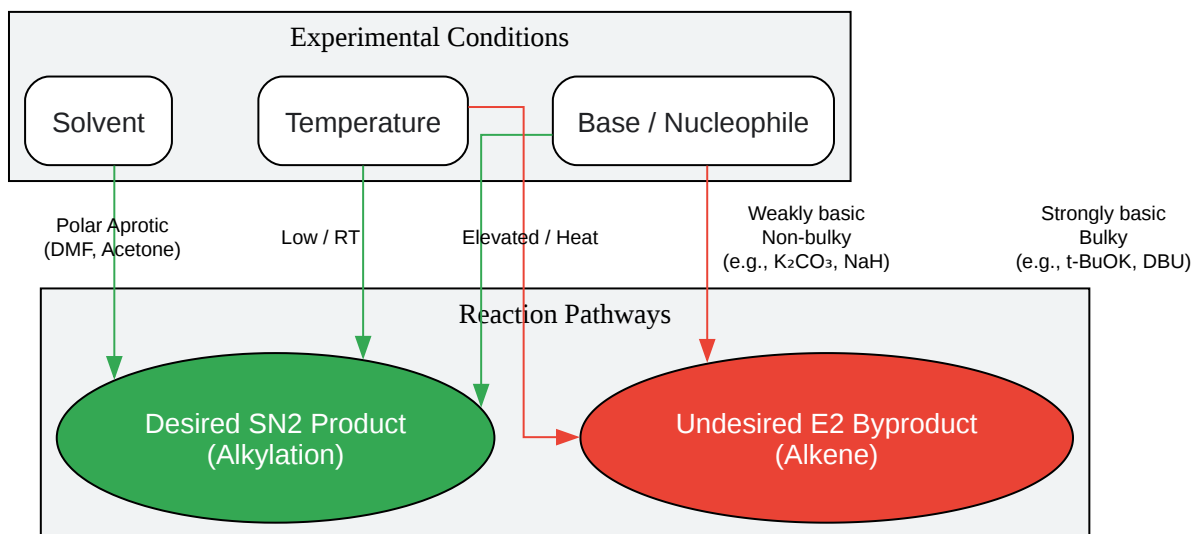 Experimental Conditions
Solvent
Temperature
Base / Nucleophile
Polar Aprotic
(DMF, Acetone)
Low / RT
Elevated / Heat
Weakly basic
Non-bulky
(e.g., K₂CO₃, NaH)
Strongly basic
Bulky
(e.g., t-BuOK, DBU)
Reaction Pathways
Desired SN2 Product
(Alkylation)
Undesired E2 Byproduct
(Alkene)